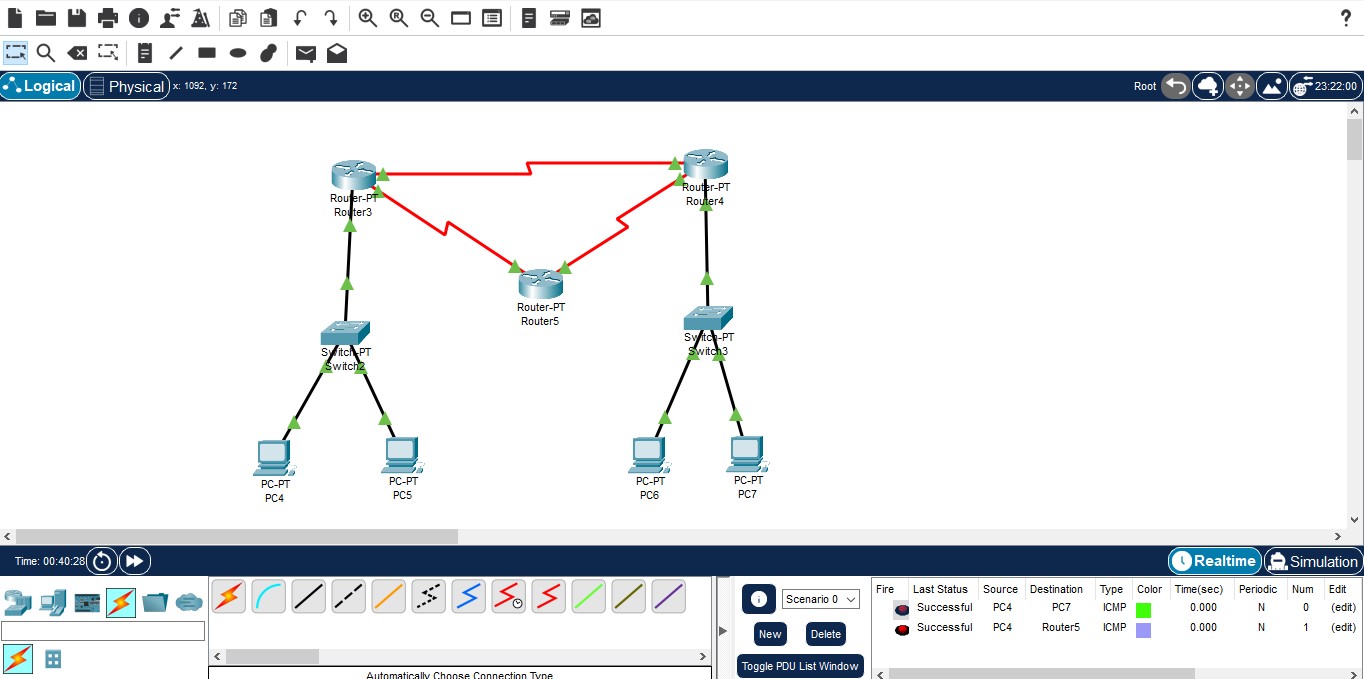 ?
Logical
Physical
x: 1092, y: 172
Root
23:22:00
Router-PT
Router3
Router-PT
Router4
Router-PT
Router5
Switch-PT
Switch2
Switch-PT
Switch3
PC-PT
PC4
PC-PT
PC5
PC-PT
PC6
PC-PT
PC7
Time: 00:40:28
Realtime
Simulation
Scenario 0
New
Delete
Toggle PDU List Window
Fire Last Status Source Destination Type Color Time(sec) Periodic Num Edit
Successful PC4 PC7 ICMP 0.000 N 0 (edit)
Successful PC4 Router5 ICMP 0.000 N 1 (edit)
Automatically Choose Connection Type